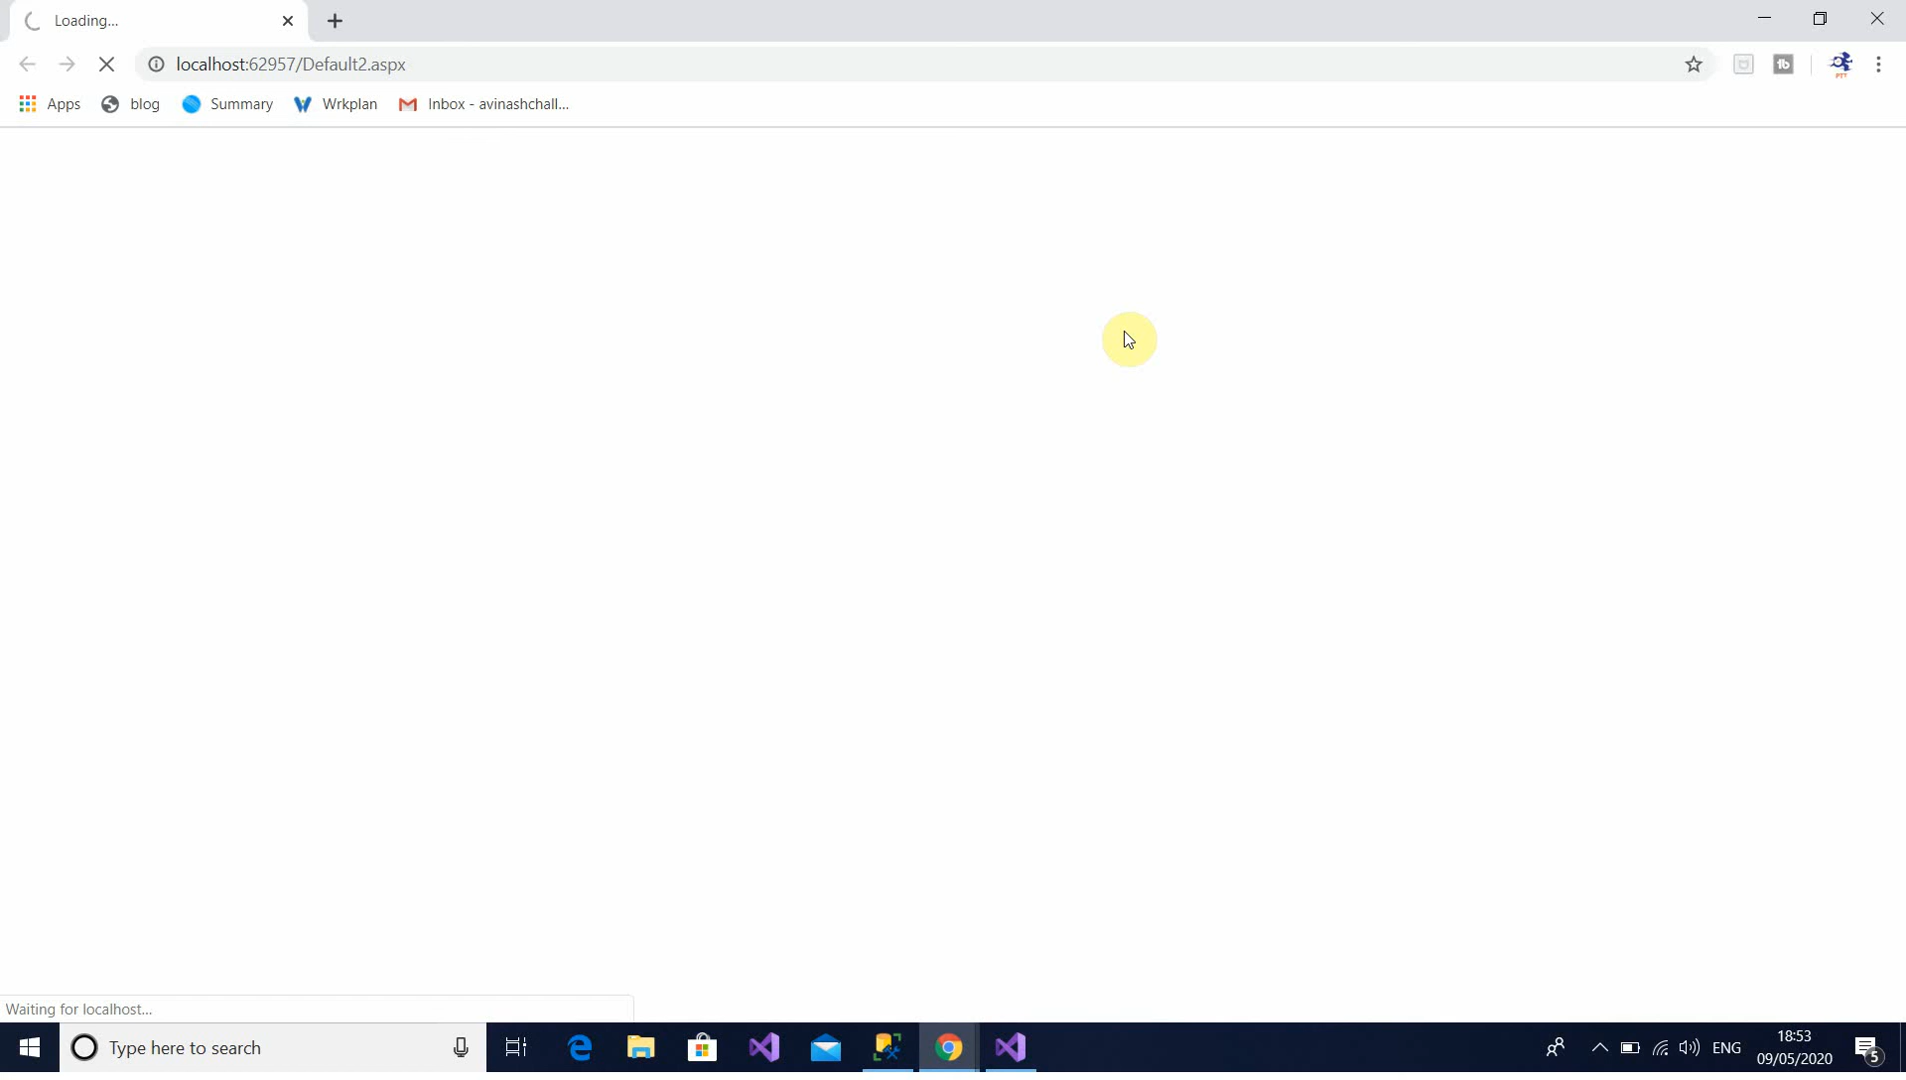 Loading...
localhost:62957/Default2.aspx
Apps blog Summary Wrkplan Inbox - avinashchall...
Waiting for localhost...
Type here to search
ENG
18:53
09/05/2020
5